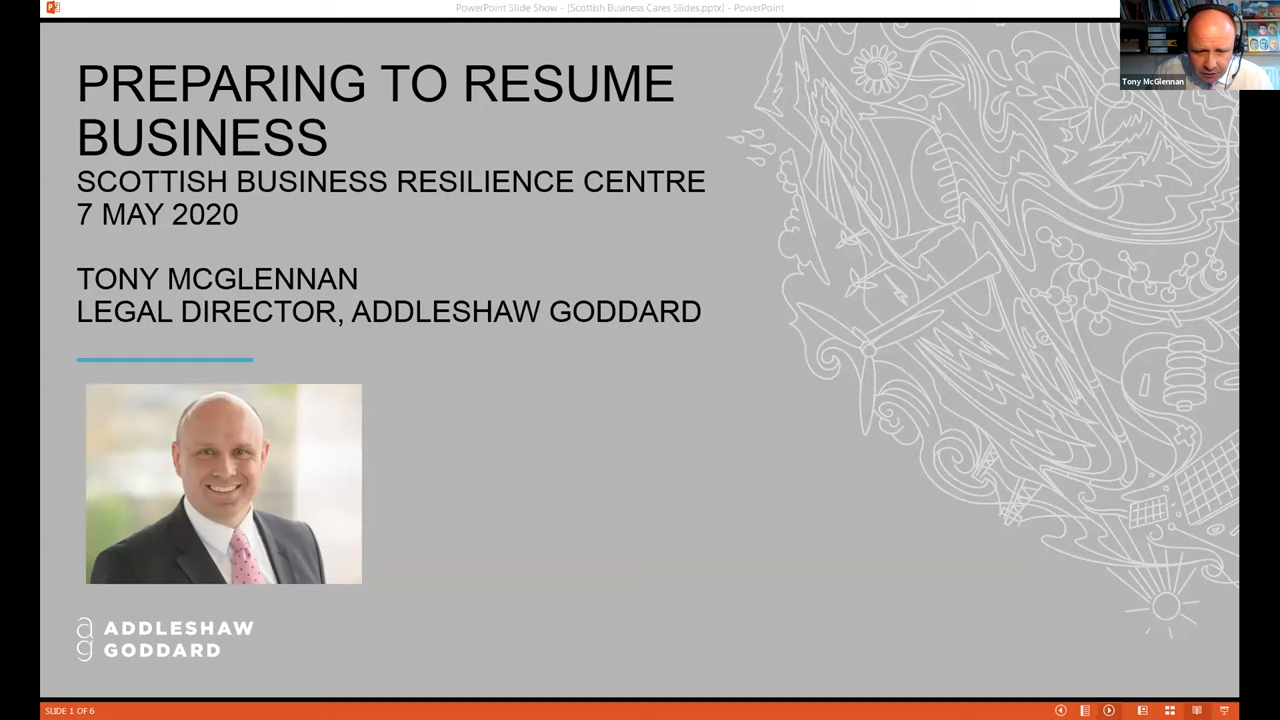 PowerPoint Slide Show - [Scottish Business Cares Slides.pptx] - PowerPoint
Tony McGlennan
PREPARING TO RESUME
BUSINESS
SCOTTISH BUSINESS RESILIENCE CENTRE
7 MAY 2020
TONY MCGLENNAN
LEGAL DIRECTOR, ADDLESHAW GODDARD
ag ADDLESHAW
GODDARD
SLIDE 1 OF 6